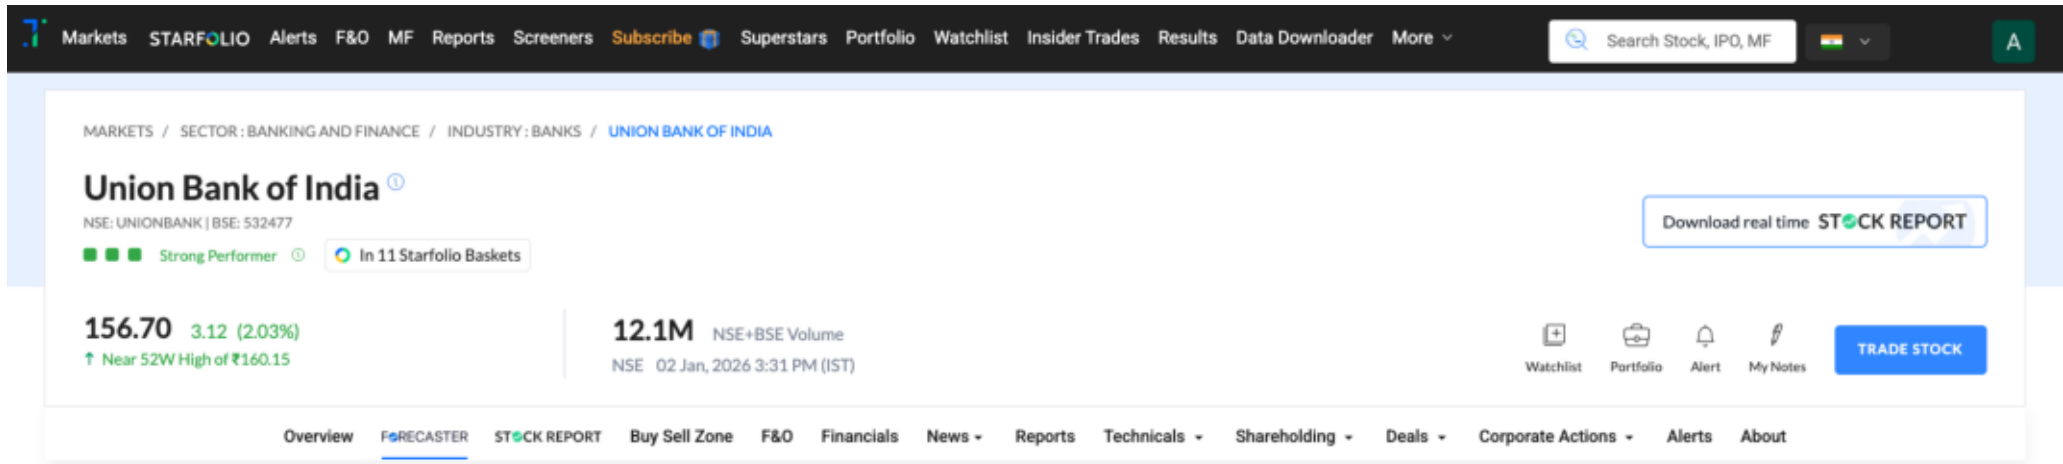 Markets STARFOLIO Alerts F&O MF Reports Screeners Subscribe Superstars Portfolio Watchlist Insider Trades Results Data Downloader More Search Stock, IPO, MF A
MARKETS / SECTOR : BANKING AND FINANCE / INDUSTRY : BANKS / UNION BANK OF INDIA
Union Bank of India
NSE: UNIONBANK | BSE: 532477
Strong Performer In 11 Starfolio Baskets
Download real time STOCK REPORT
156.70 3.12 (2.03%)
↑ Near 52W High of ₹160.15
12.1M NSE+BSE Volume
NSE 02 Jan, 2026 3:31 PM (IST)
Watchlist Portfolio Alert My Notes TRADE STOCK
Overview FORECASTER STOCK REPORT Buy Sell Zone F&O Financials News Reports Technicals Shareholding Deals Corporate Actions Alerts About